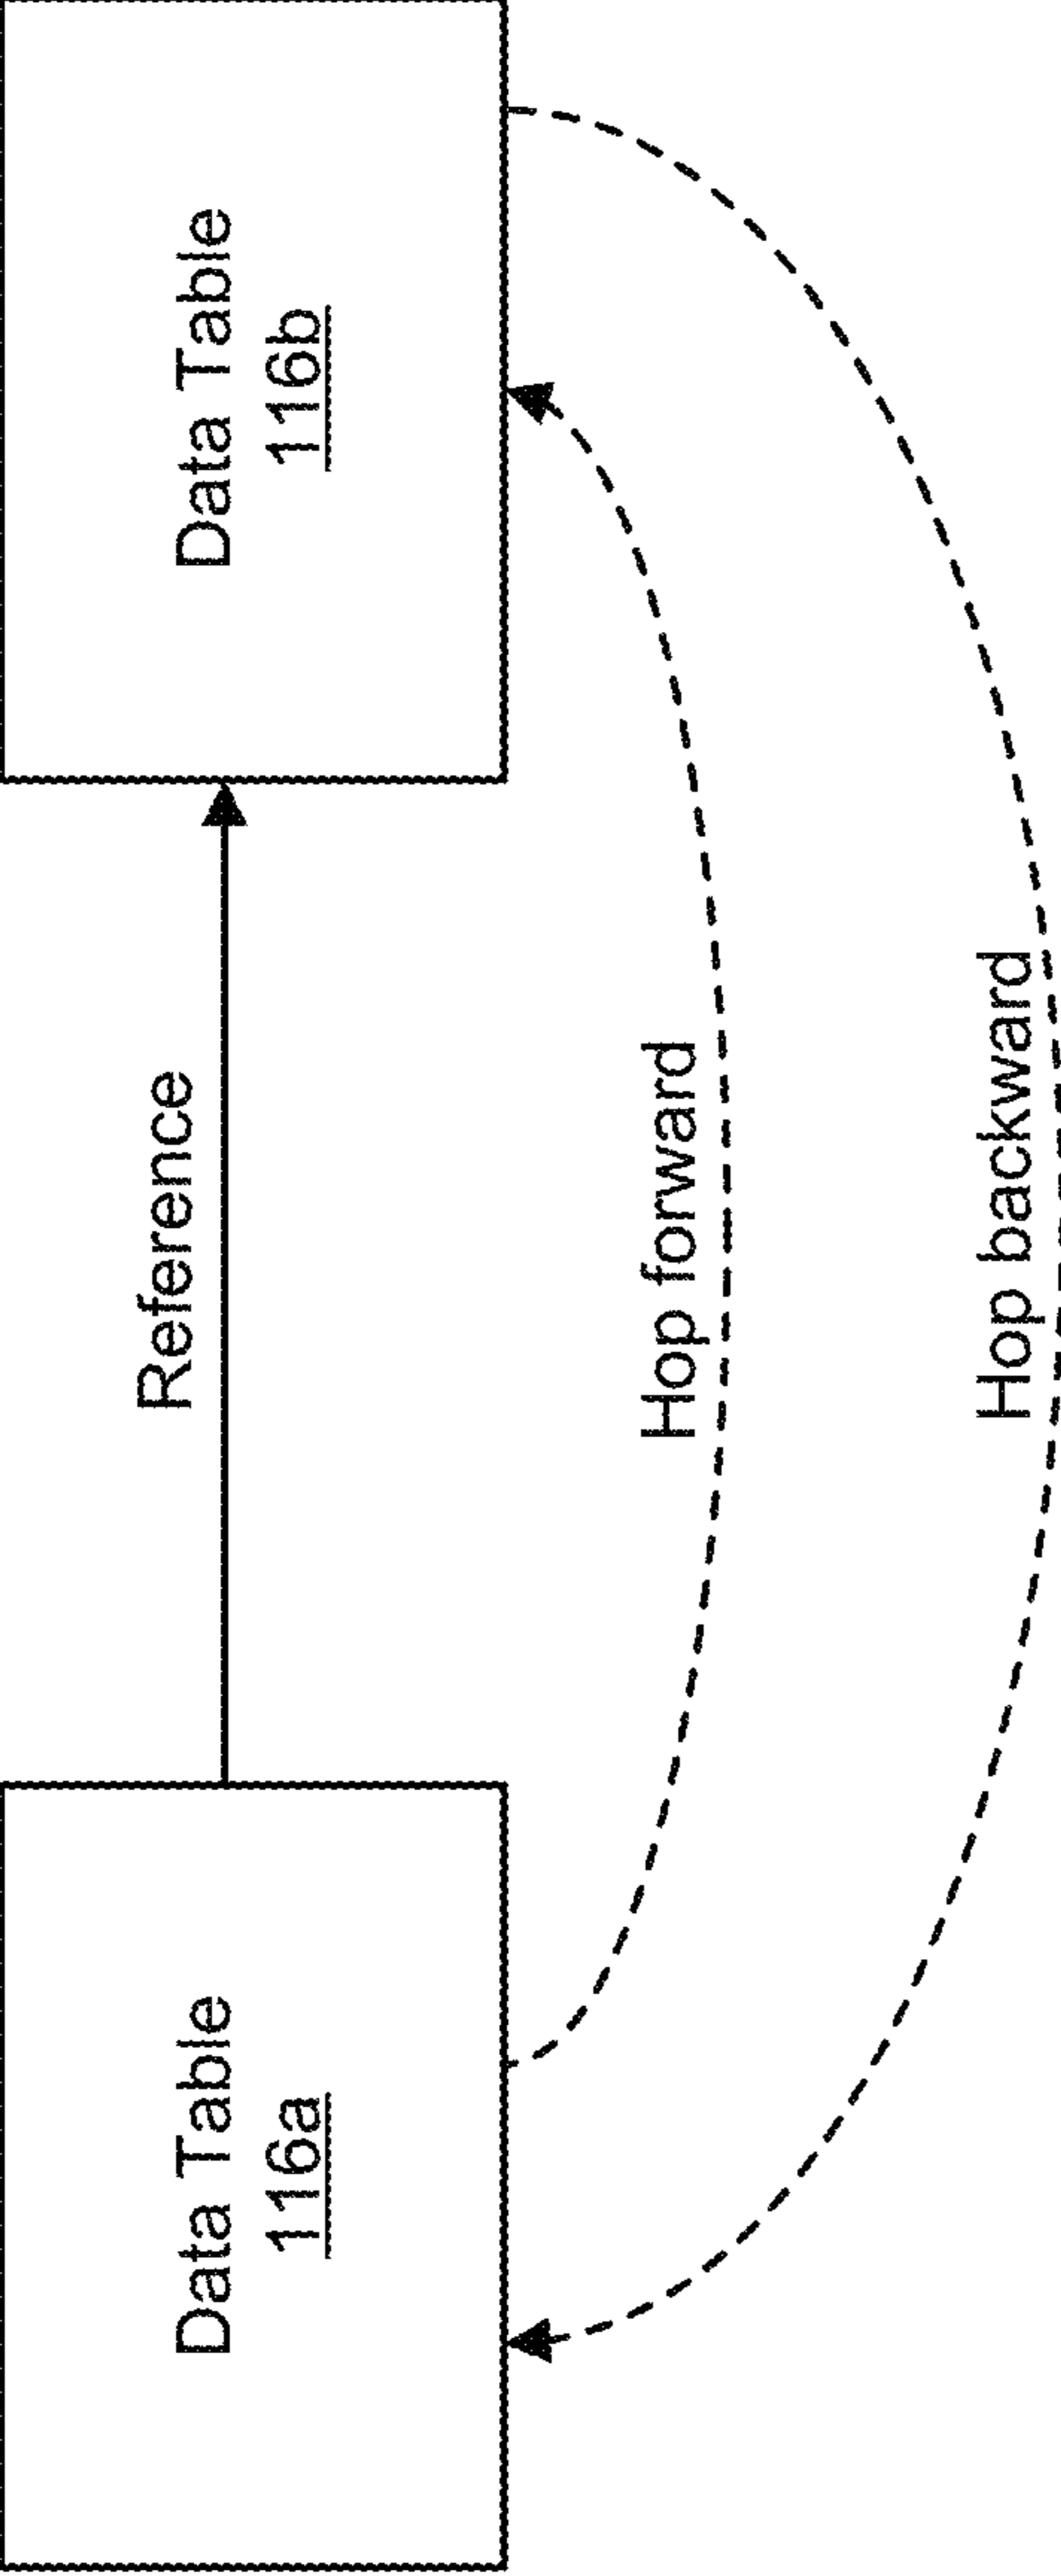 Data Table
116a
Reference
Data Table
116b
Hop forward
Hop backward